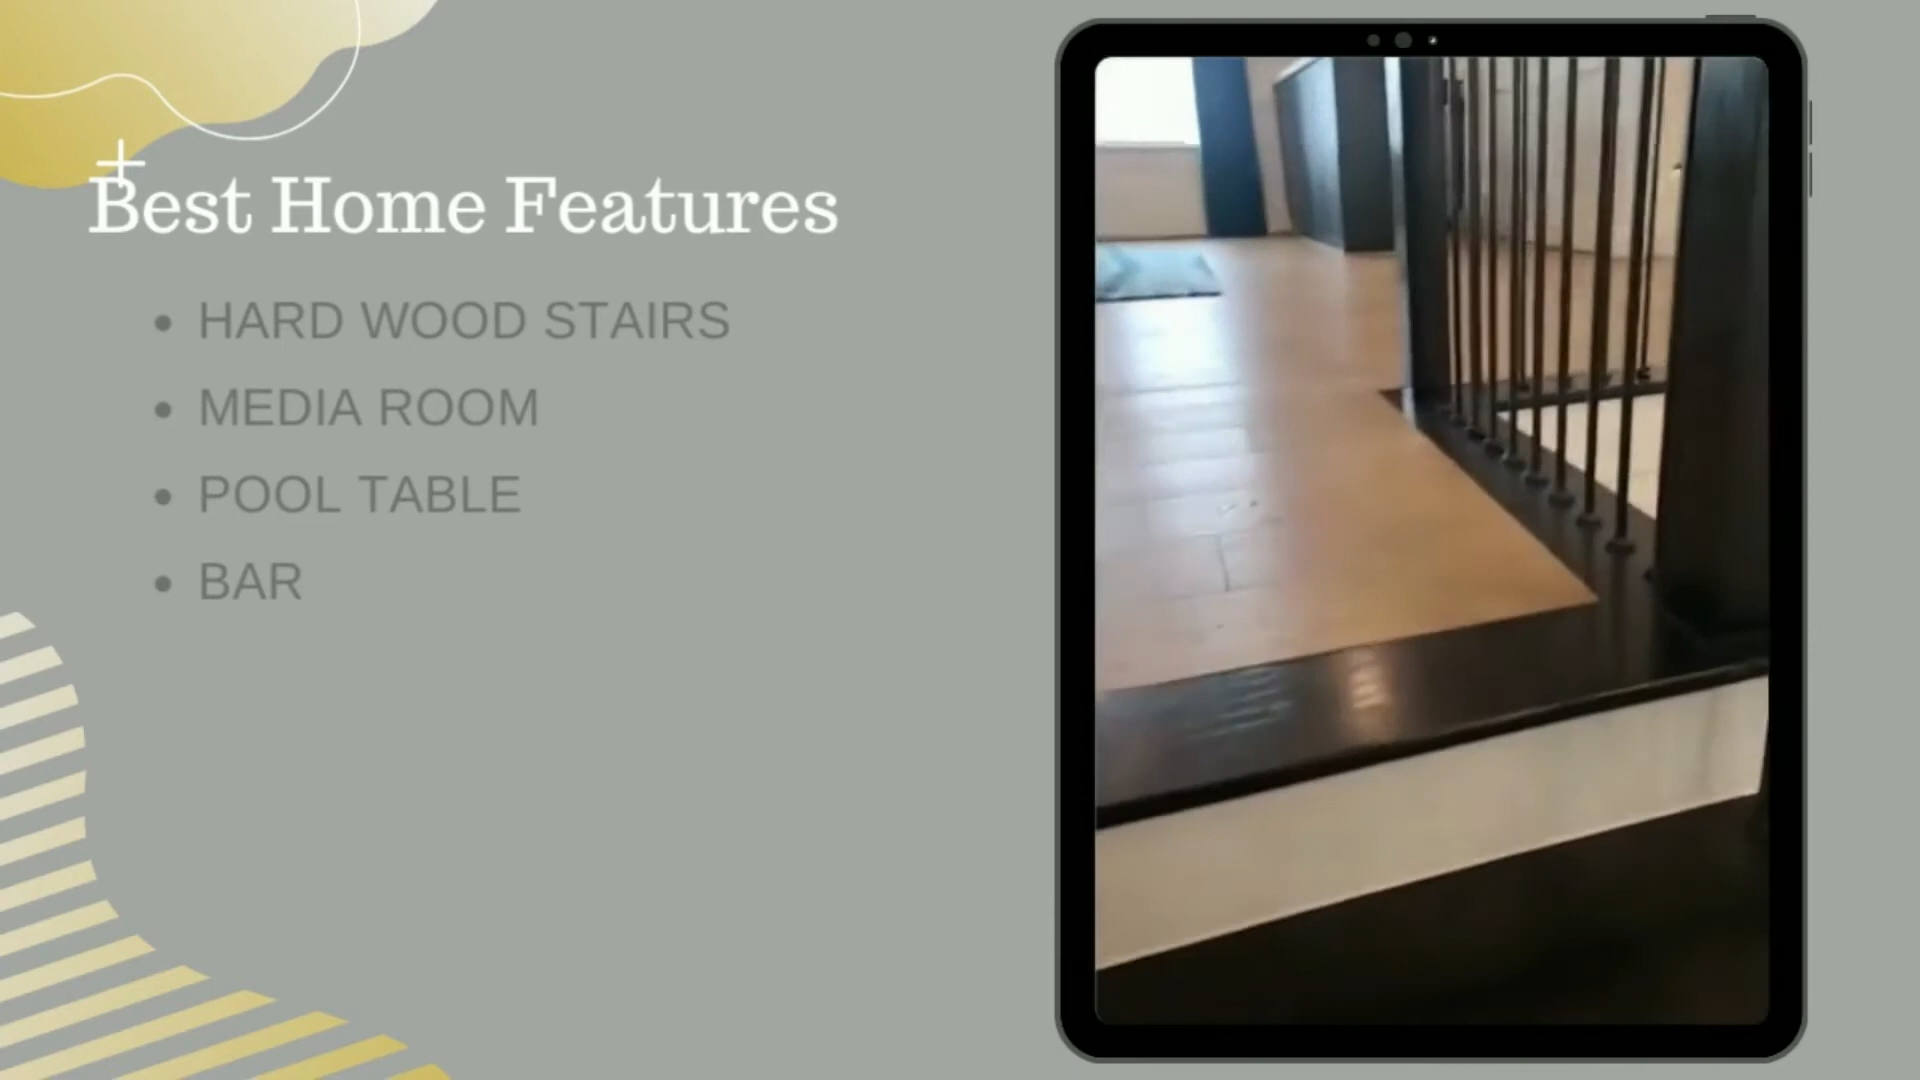 Best Home Features
HARD WOOD STAIRS
MEDIA ROOM
POOL TABLE
BAR